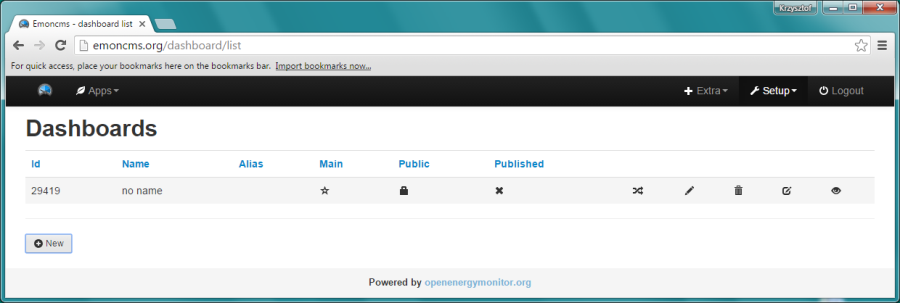 Krzysztof
Emoncms - dashboard list
emoncms.org/dashboard/list
For quick access, place your bookmarks here on the bookmarks bar. Import bookmarks now...
Apps Extra Setup Logout
Dashboards
Id Name Alias Main Public Published
29419 no name
New
Powered by openenergymonitor.org